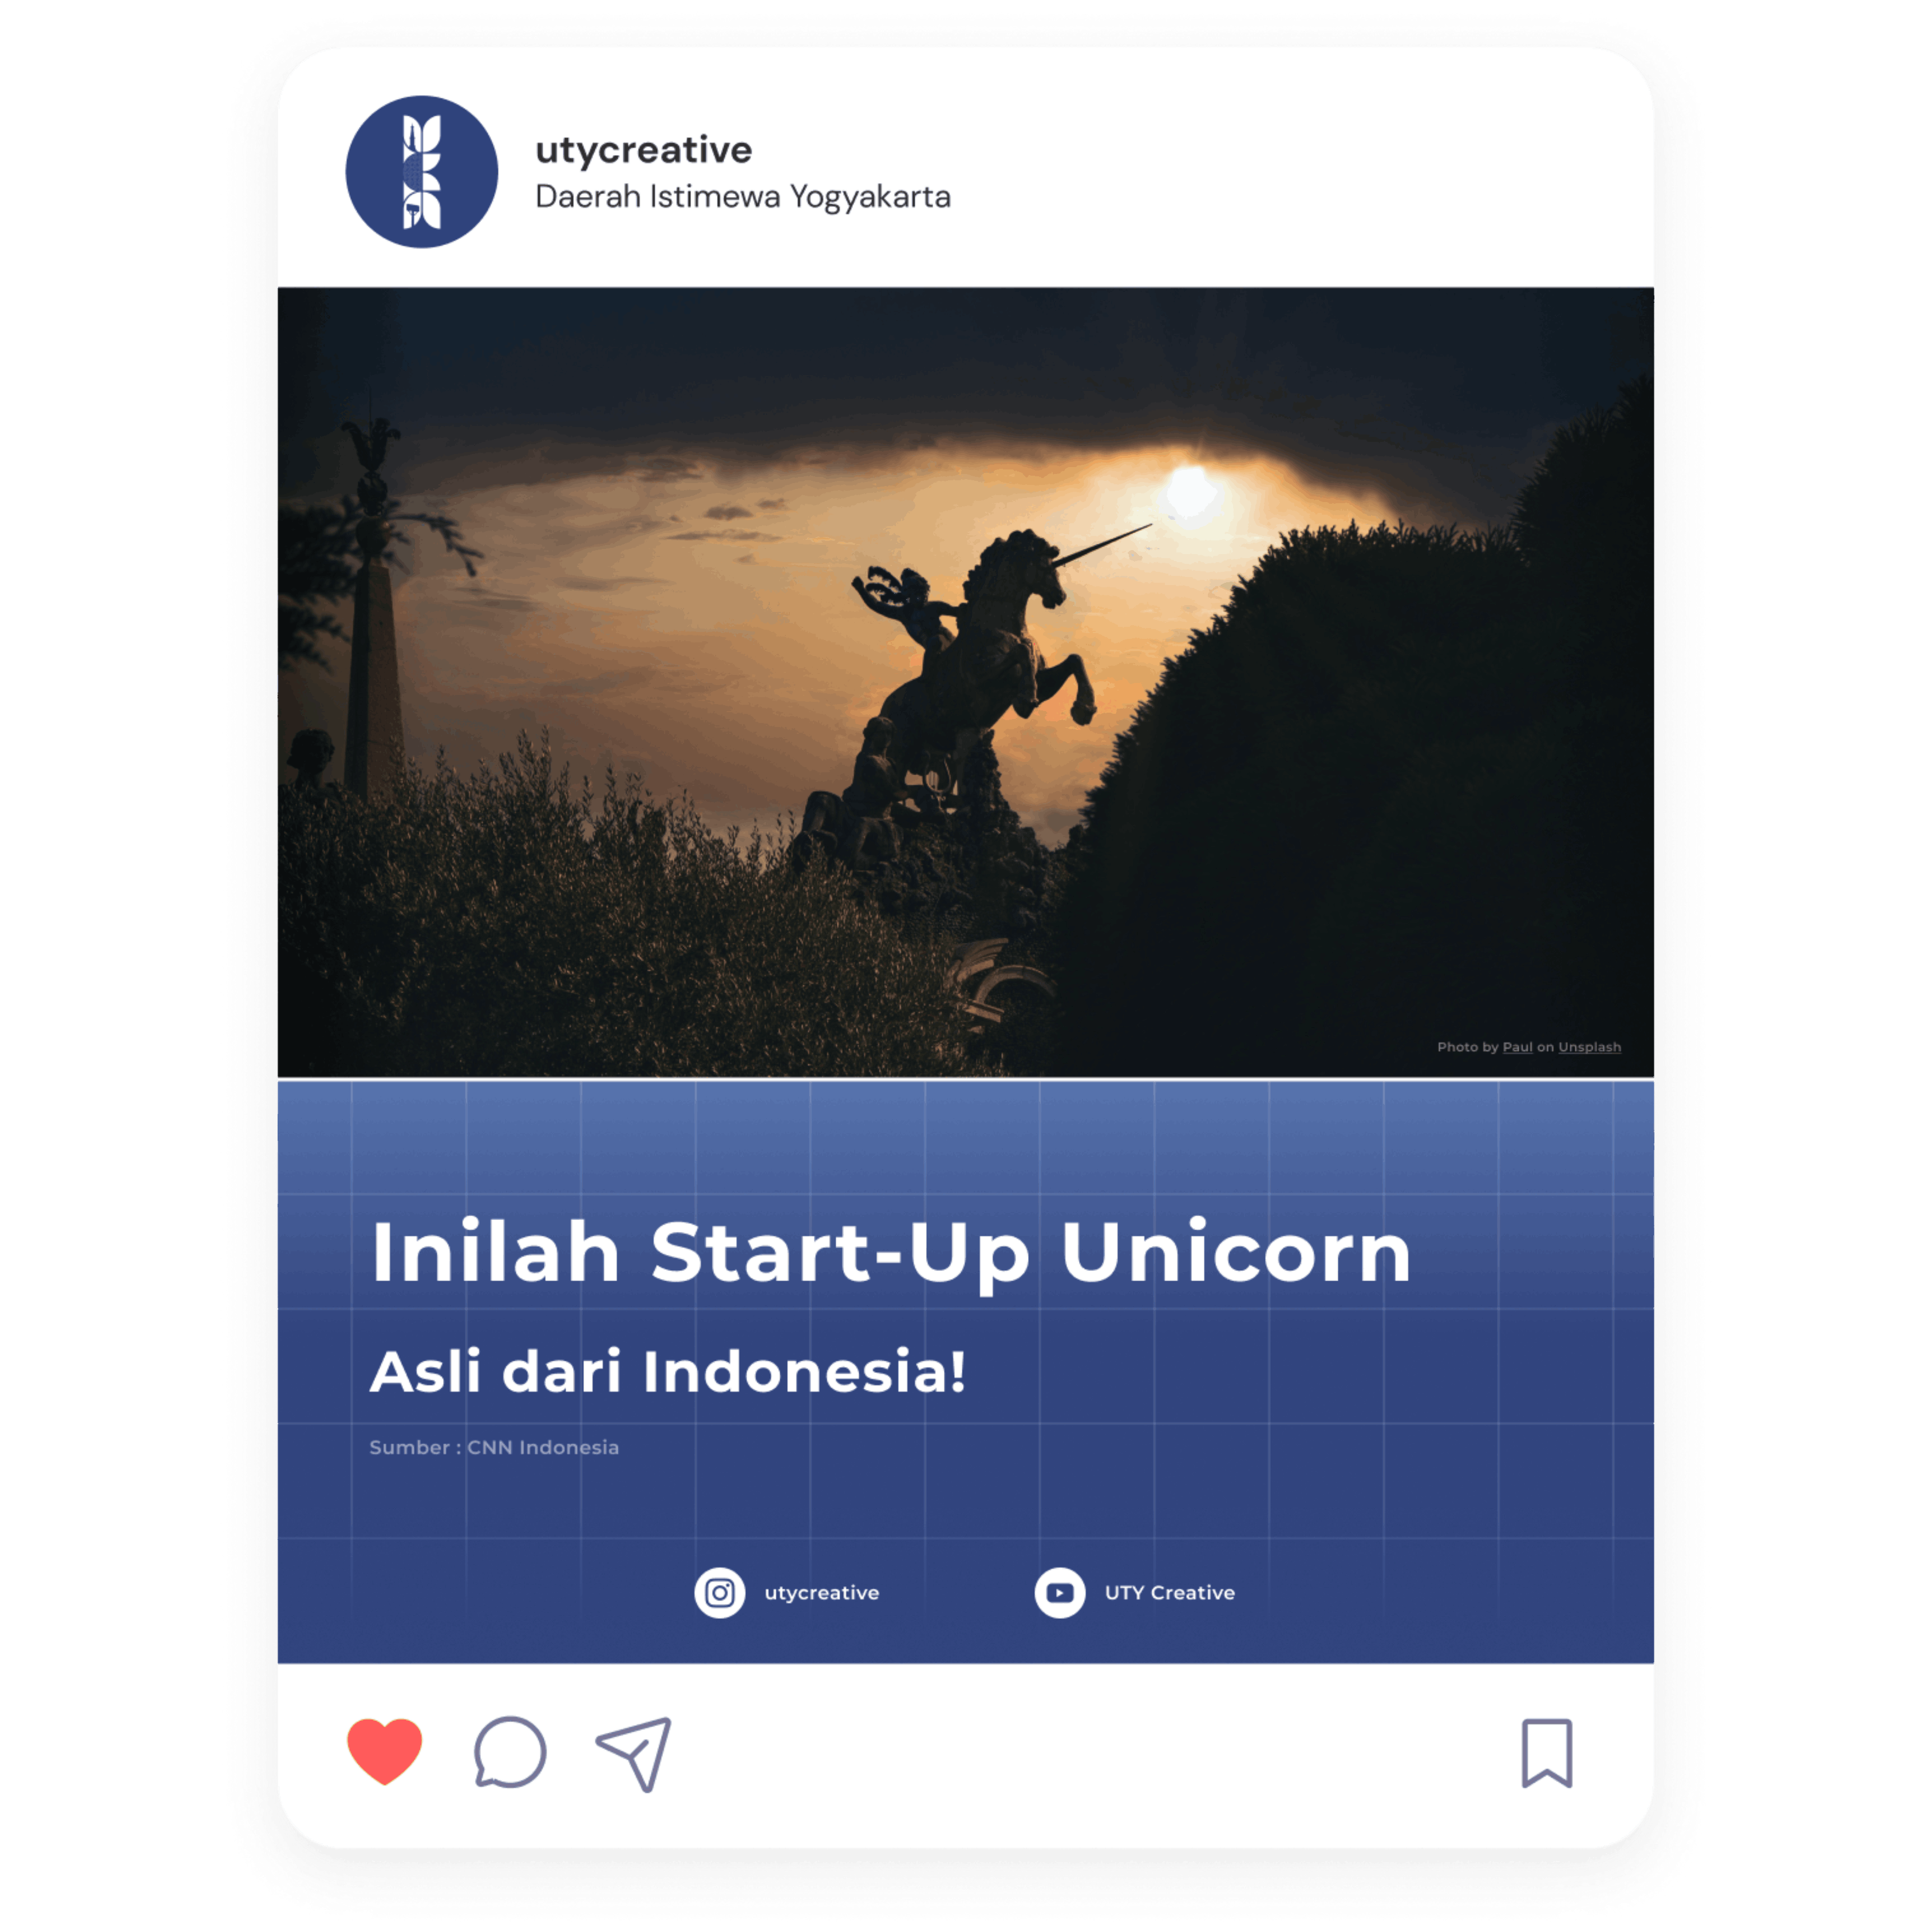 utycreative
Daerah Istimewa Yogyakarta
Photo by Paul on Unsplash
Inilah Start-Up Unicorn
Asli dari Indonesia!
Sumber : CNN Indonesia
utycreative
UTY Creative